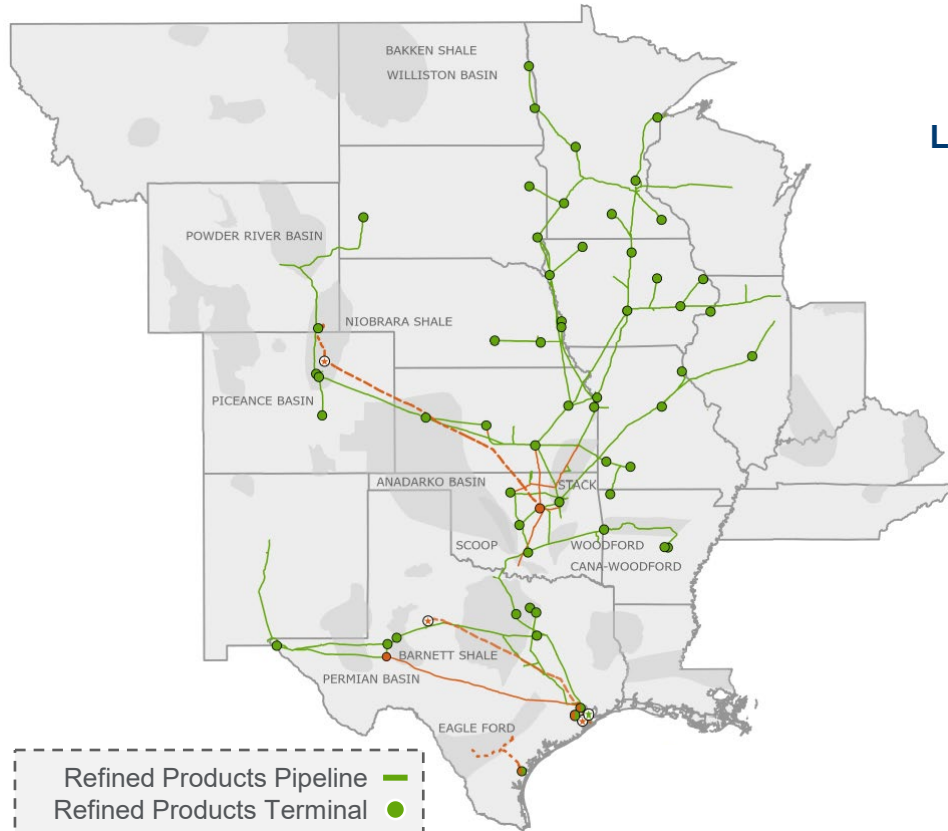 BAKKEN SHALE
WILLISTON BASIN
L
POWDER RIVER BASIN
NIOBRARA SHALE
PICEANCE BASIN
ANADARKO BASIN
STACK
SCOOP
WOODFORD
CANA-WOODFORD
BARNETT SHALE
PERMIAN BASIN
EAGLE FORD
Refined Products Pipeline
Refined Products Terminal